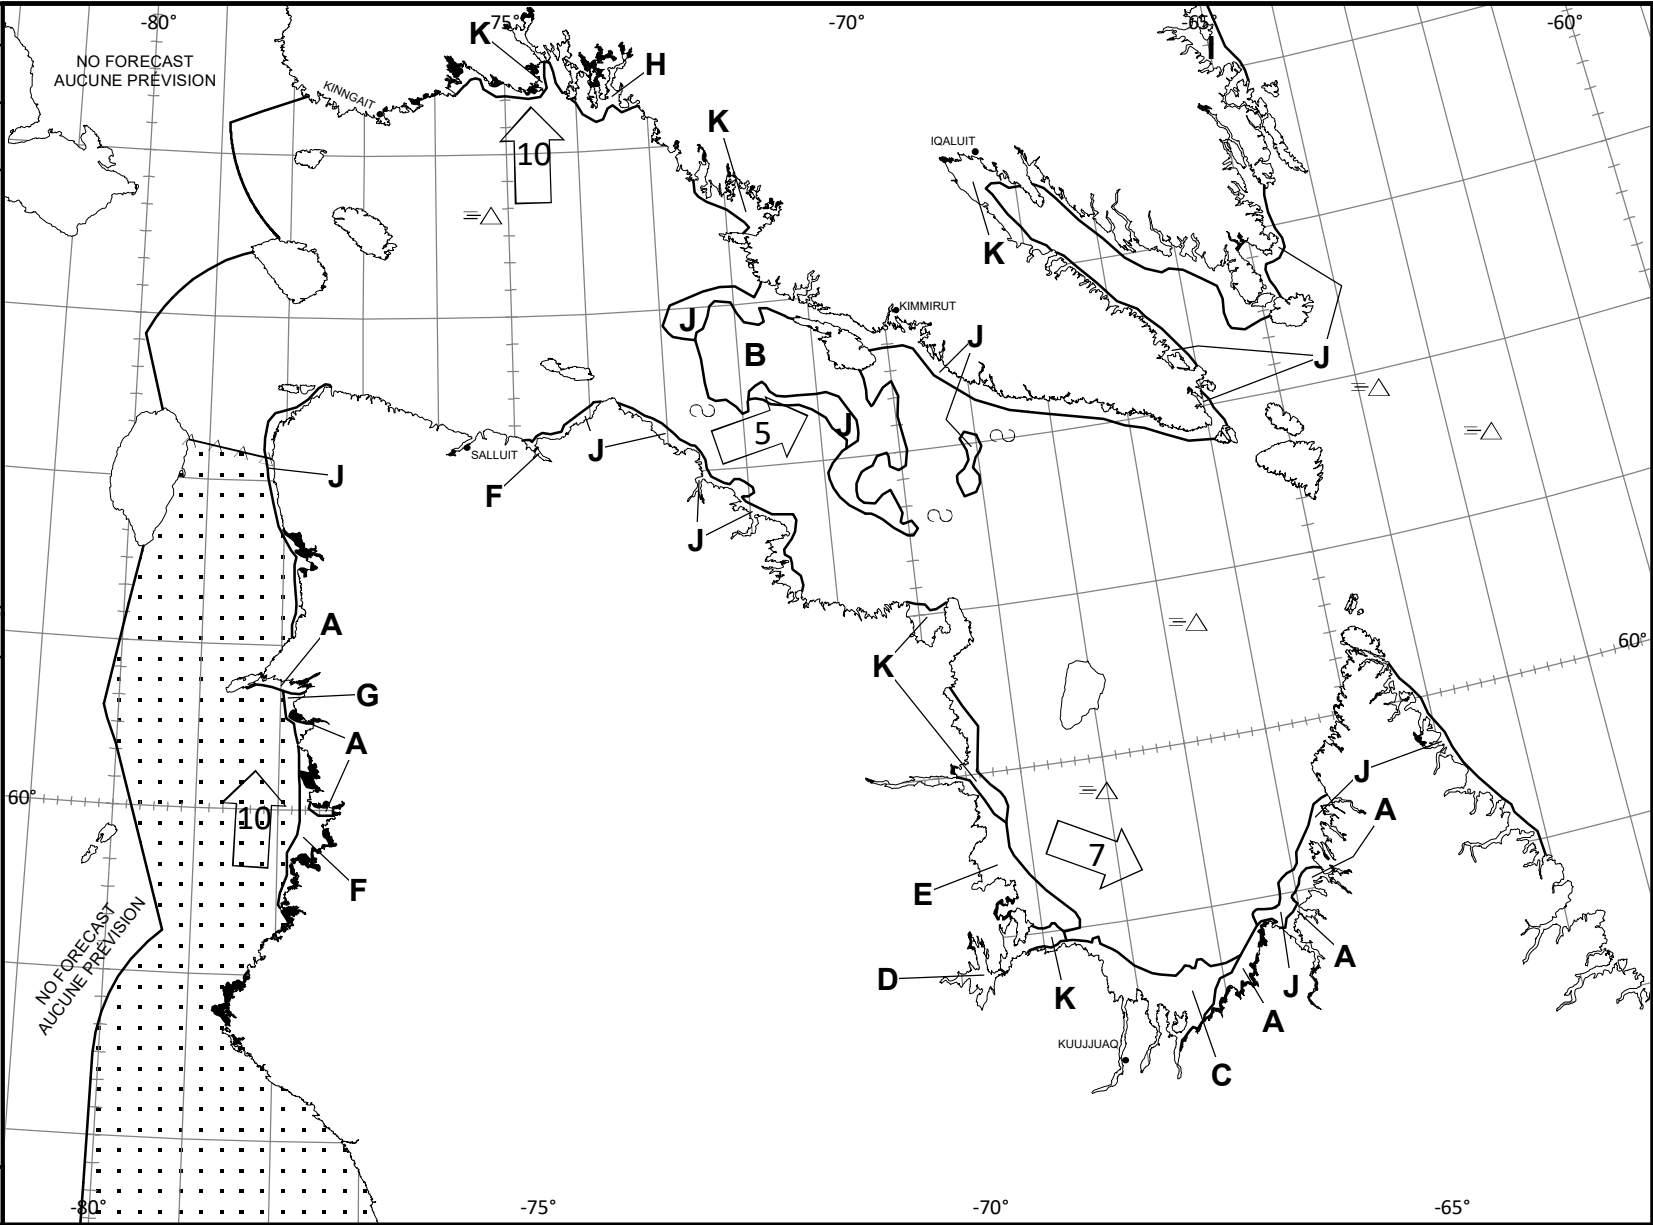 -80°
-75°
-70°
-65°
-60°
NO FORECAST
AUCUNE PRÉVISION
K
H
I
KINNGAIT
K
10
IQALUIT
K
KIMMIRUT
J
B
J
J
5
J
SALLUIT
J
J
F
J
A
K
60°
G
A
J
60°
10
A
7
F
E
NO FORECAST
AUCUNE PRÉVISION
A
D
K
J
A
KUUJJUAQ
C
-80°
-75°
-70°
-65°